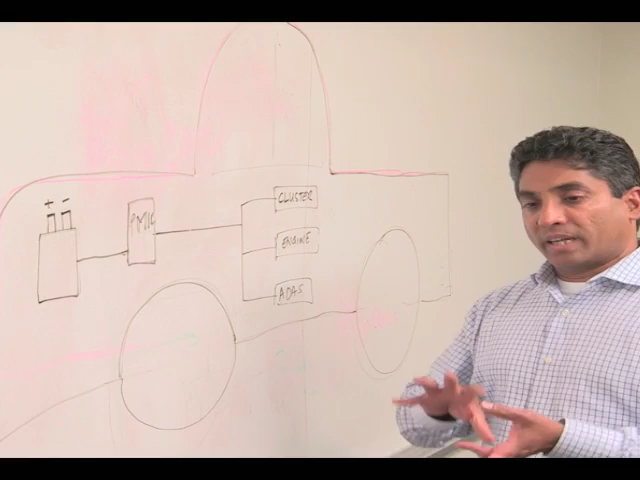 + -
PMIC
CLUSTER
ENGINE
ADAS